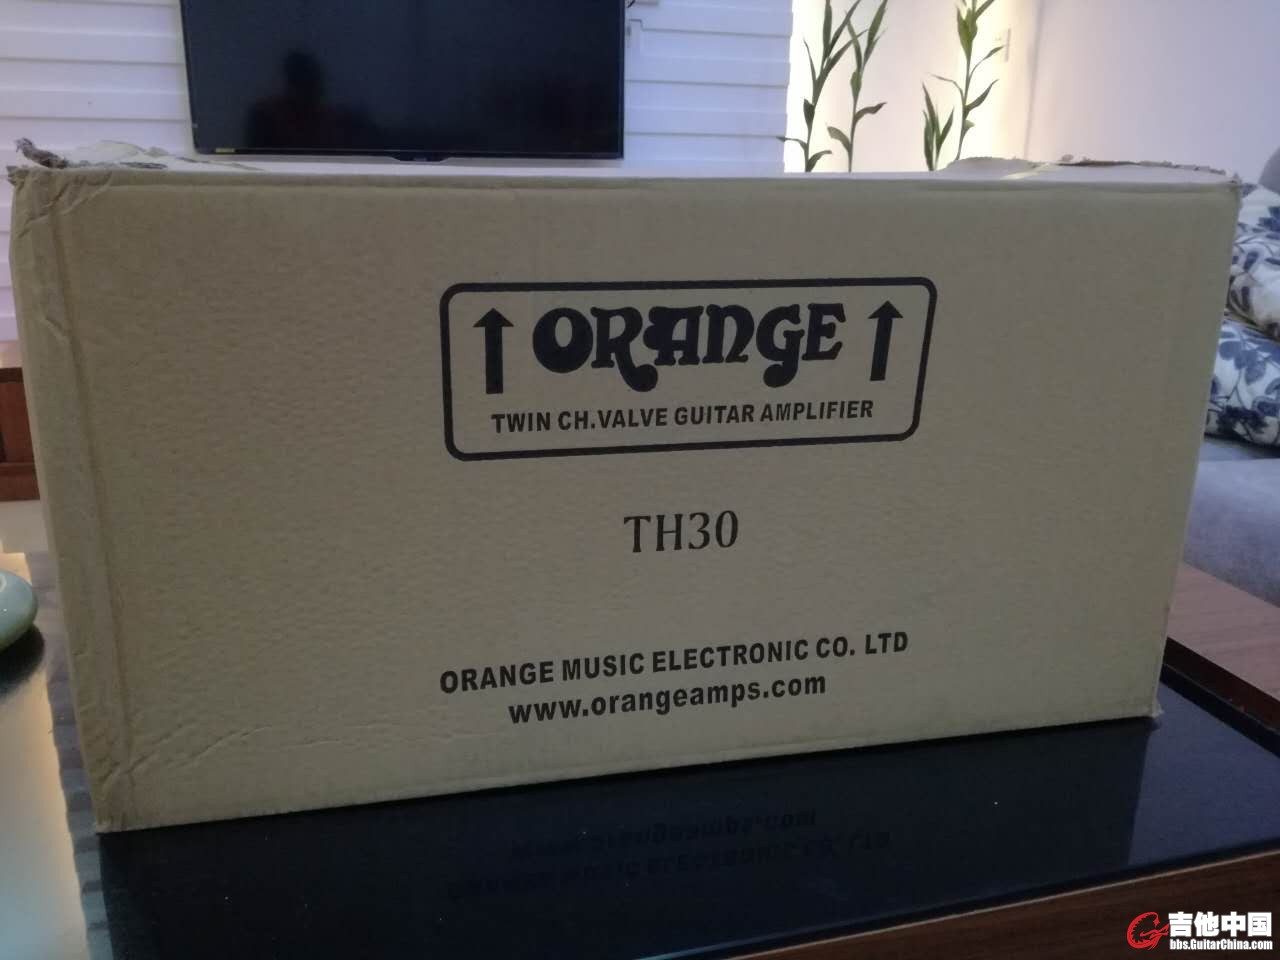 ORANGE
TWIN CH.VALVE GUITAR AMPLIFIER
TH30
ORANGE MUSIC ELECTRONIC CO. LTD
www.orangeamps.com
吉他中国
bbs.GuitarChina.com